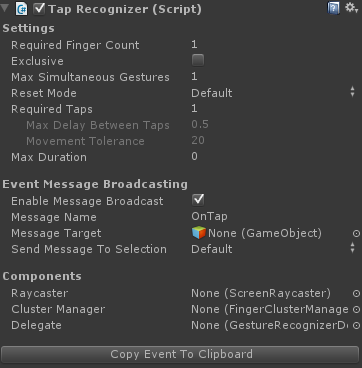 Tap Recognizer (Script)
Settings
Required Finger Count 1
Exclusive
Max Simultaneous Gestures 1
Reset Mode Default
Required Taps 1
Max Delay Between Taps 0.5
Movement Tolerance 20
Max Duration 0
Event Message Broadcasting
Enable Message Broadcast
Message Name OnTap
Message Target None (GameObject)
Send Message To Selection Default
Components
Raycaster None (ScreenRaycaster)
Cluster Manager None (FingerClusterManage
Delegate None (GestureRecognizerDe
Copy Event To Clipboard